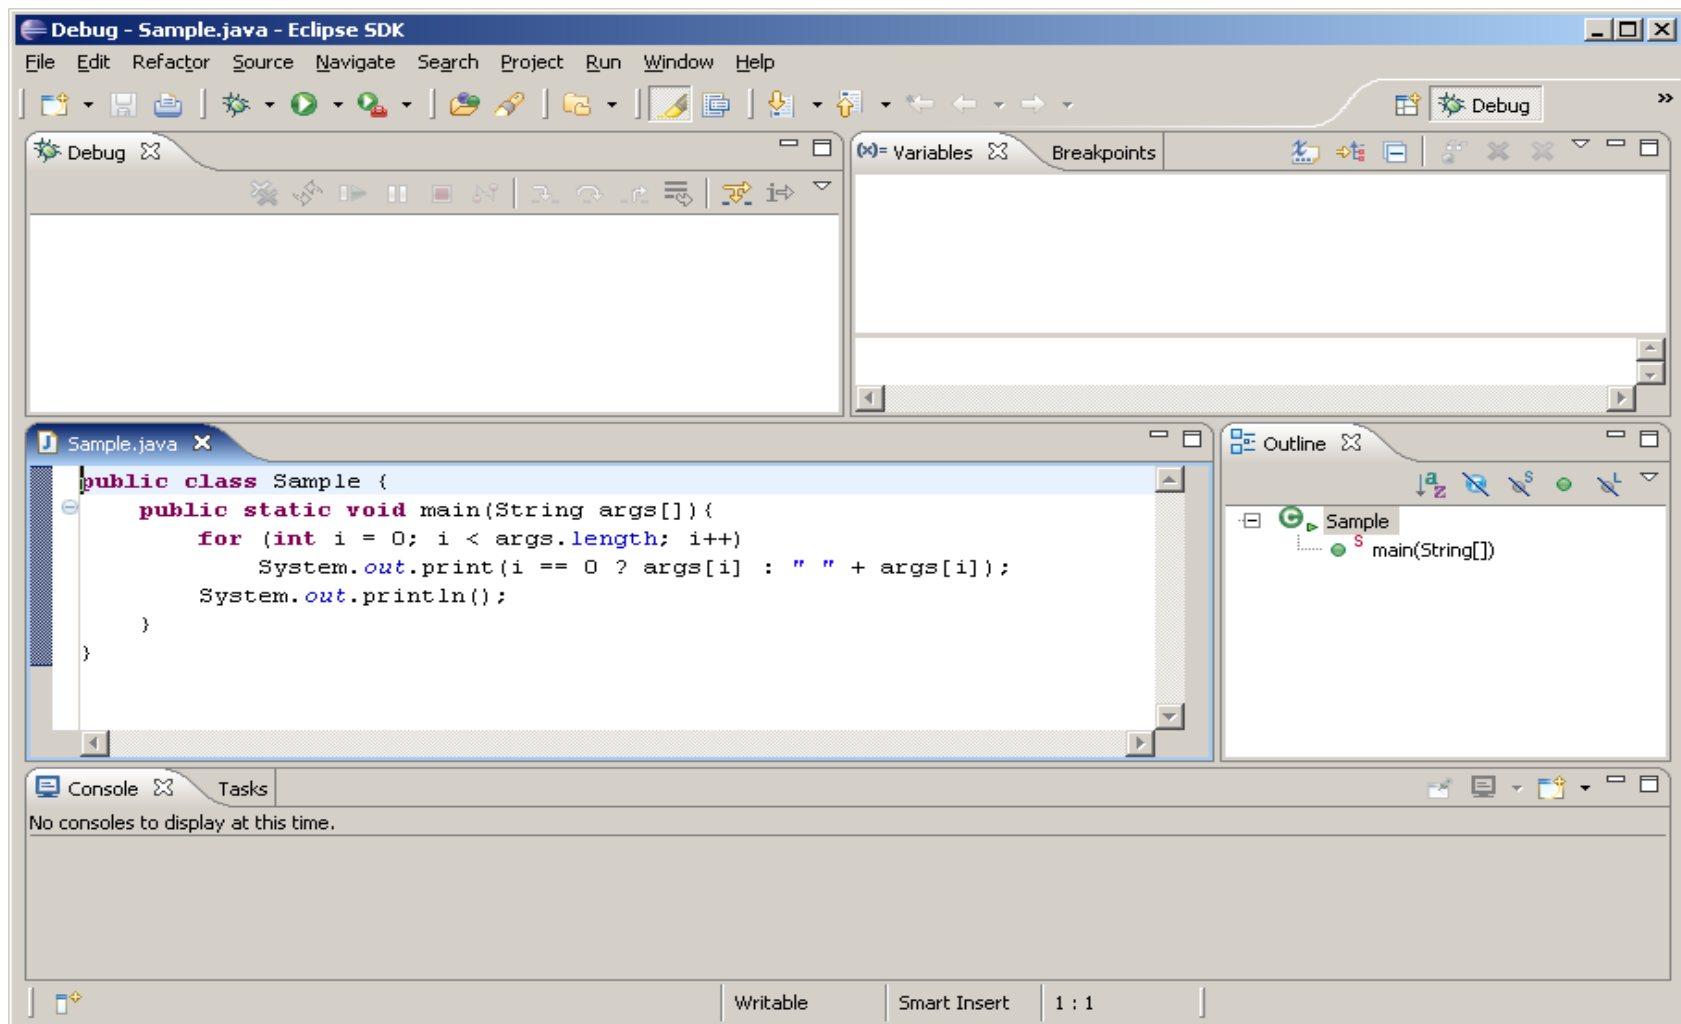 Debug - Sample.java - Eclipse SDK
File Edit Refactor Source Navigate Search Project Run Window Help
Debug
»
Debug
(x)= Variables Breakpoints
Sample.java
public class Sample {
public static void main(String args[]){
for (int i = 0; i < args.length; i++)
System.out.print(i == 0 ? args[i] : " " + args[i]);
System.out.println();
}
}
Outline
Sample
S main(String[])
Console Tasks
No consoles to display at this time.
Writable Smart Insert 1 : 1